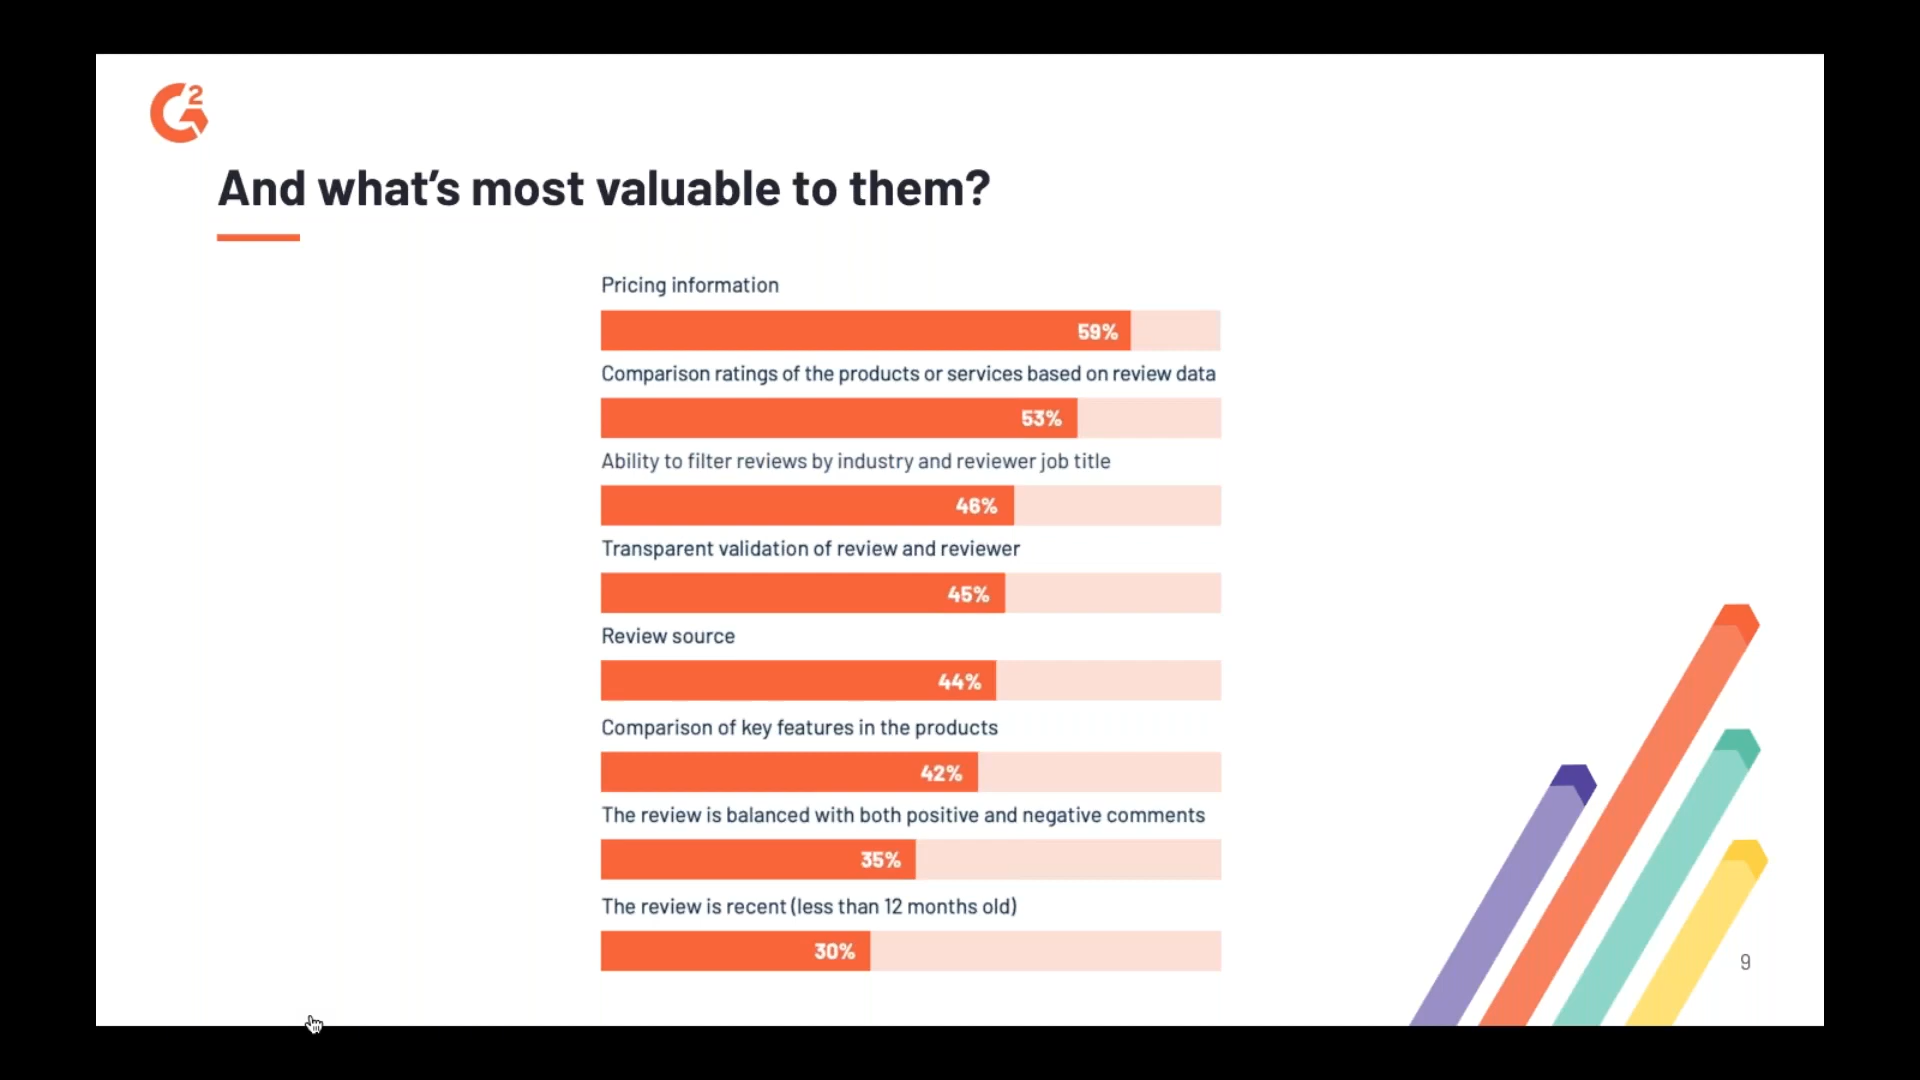 G2
And what's most valuable to them?
Pricing information
59%
Comparison ratings of the products or services based on review data
53%
Ability to filter reviews by industry and reviewer job title
46%
Transparent validation of review and reviewer
45%
Review source
44%
Comparison of key features in the products
42%
The review is balanced with both positive and negative comments
35%
The review is recent (less than 12 months old)
30%
9